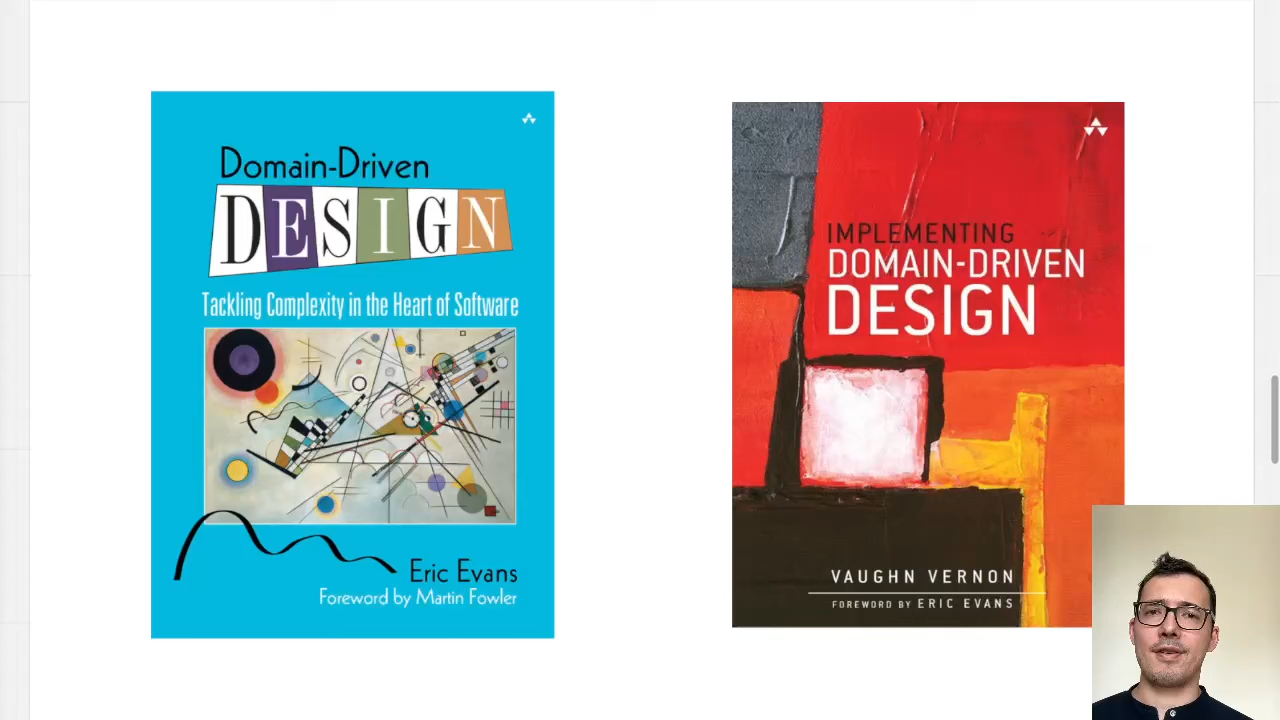 Domain-Driven
DESIGN
Tackling Complexity in the Heart of Software
Eric Evans
Foreword by Martin Fowler
IMPLEMENTING
DOMAIN-DRIVEN
DESIGN
VAUGHN VERNON
FOREWORD BY ERIC EVANS